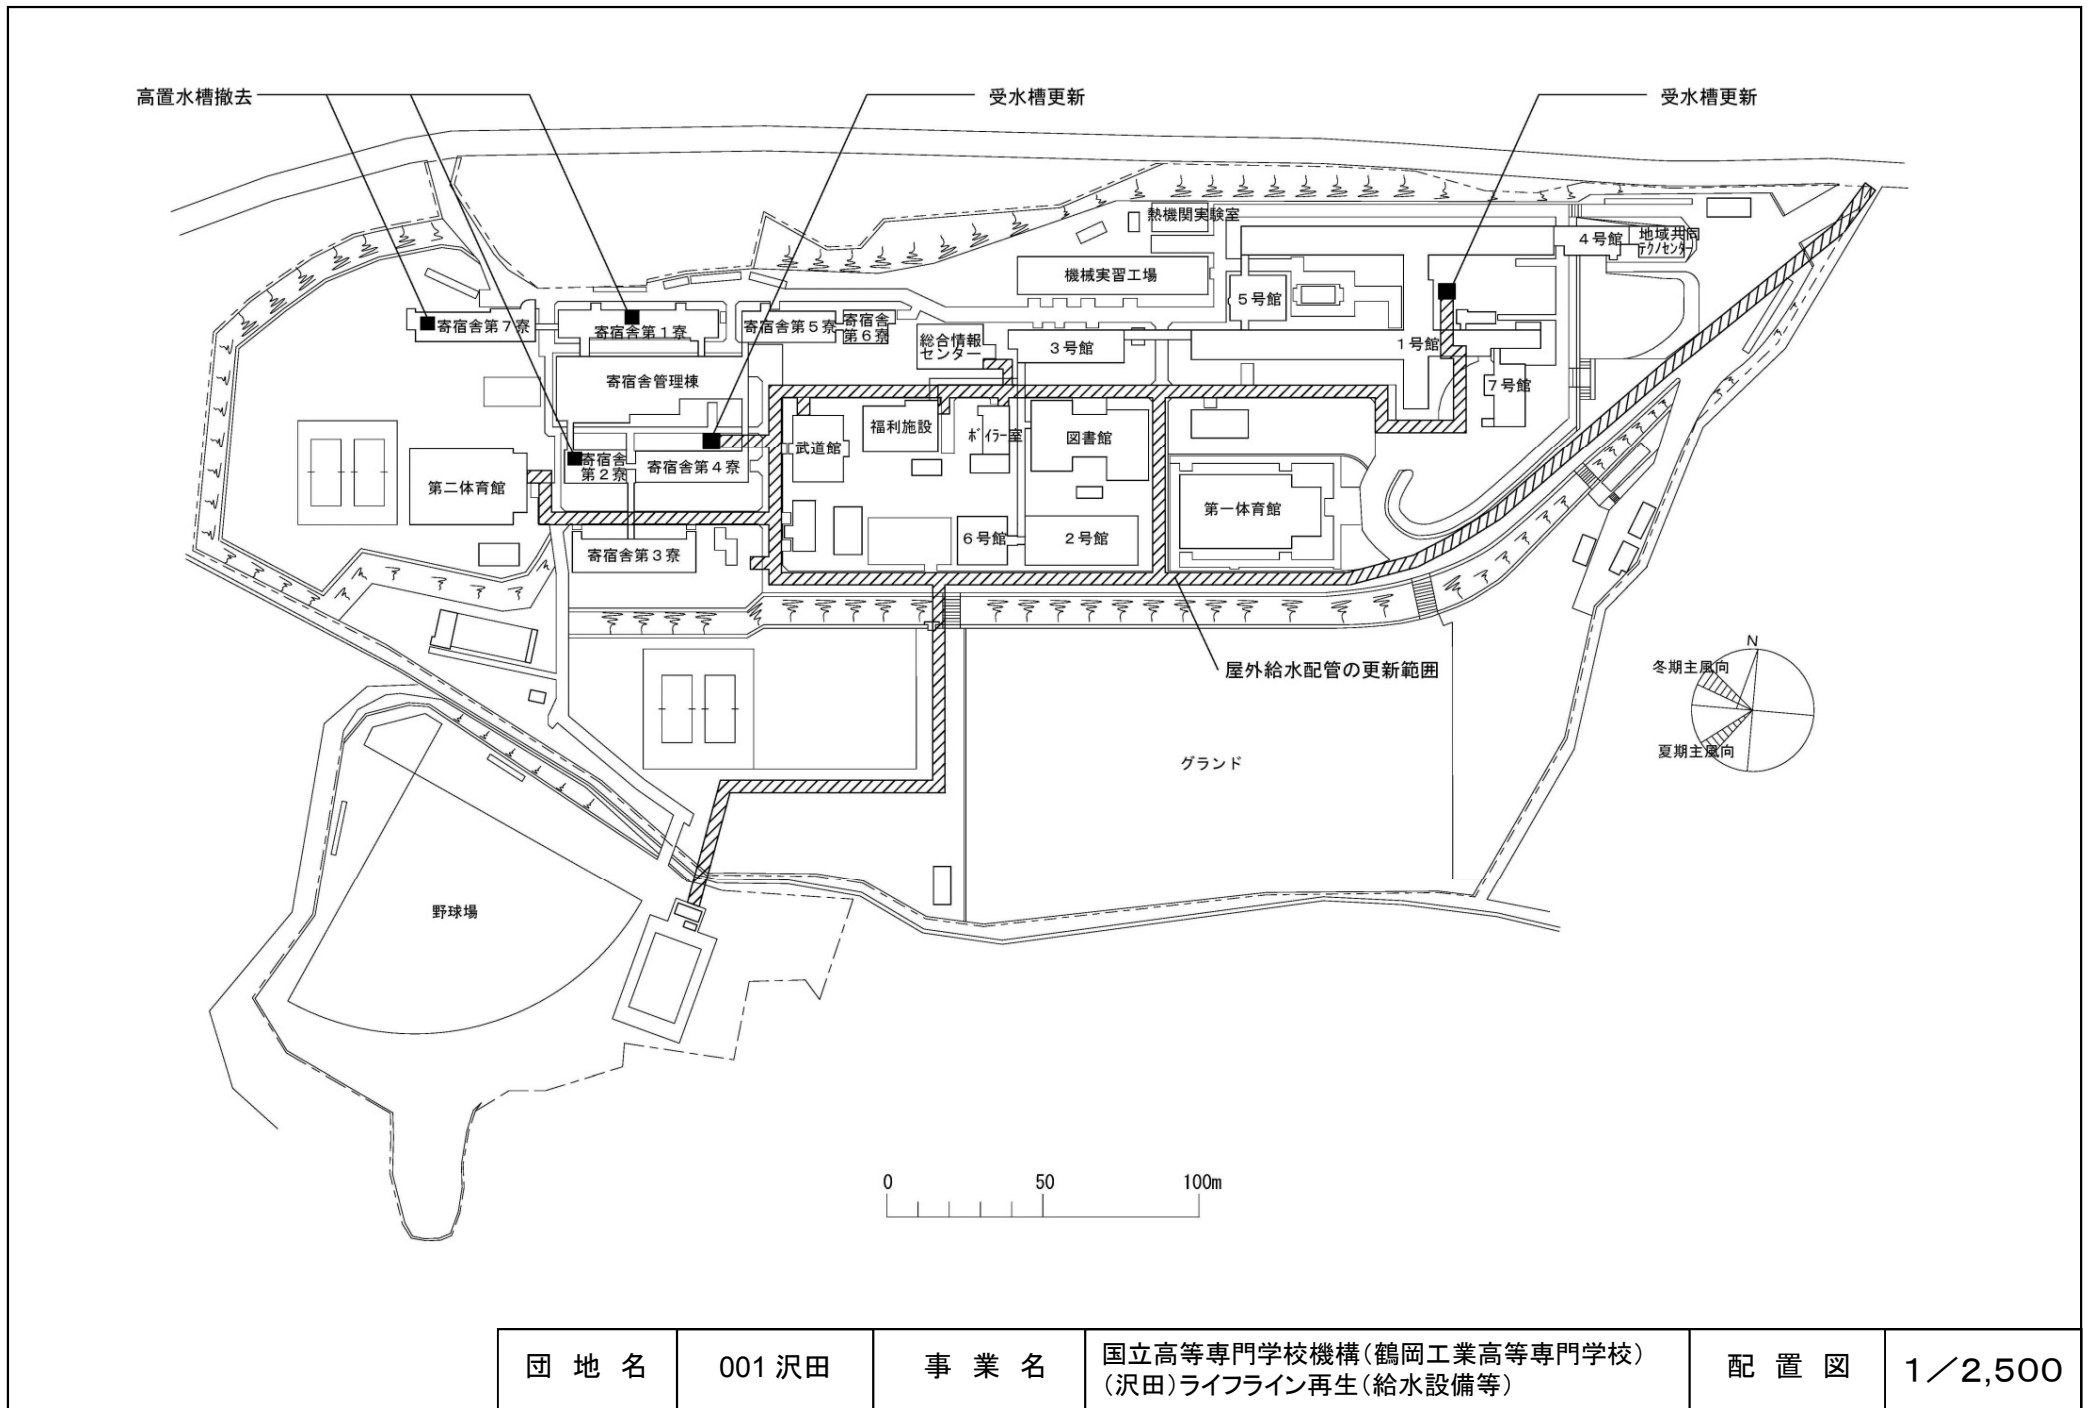 高置水槽撤去
受水槽更新
受水槽更新
熱機関実験室
4号館
地域共同
テクノセンター
機械実習工場
5号館
寄宿舎第7寮
寄宿舎第1寮
寄宿舎第5寮
寄宿舎
第6寮
総合情報
センター
3号館
1号館
寄宿舎管理棟
7号館
武道館
福利施設
ボイラー室
図書館
寄宿舎
第2寮
寄宿舎第4寮
第二体育館
第一体育館
寄宿舎第3寮
6号館
2号館
屋外給水配管の更新範囲
N
冬期主風向
夏期主風向
グランド
野球場
0 50 100m
団地名 001 沢田 事業名 国立高等専門学校機構(鶴岡工業高等専門学校)
(沢田)ライフライン再生(給水設備等)
配置図 1/2,500